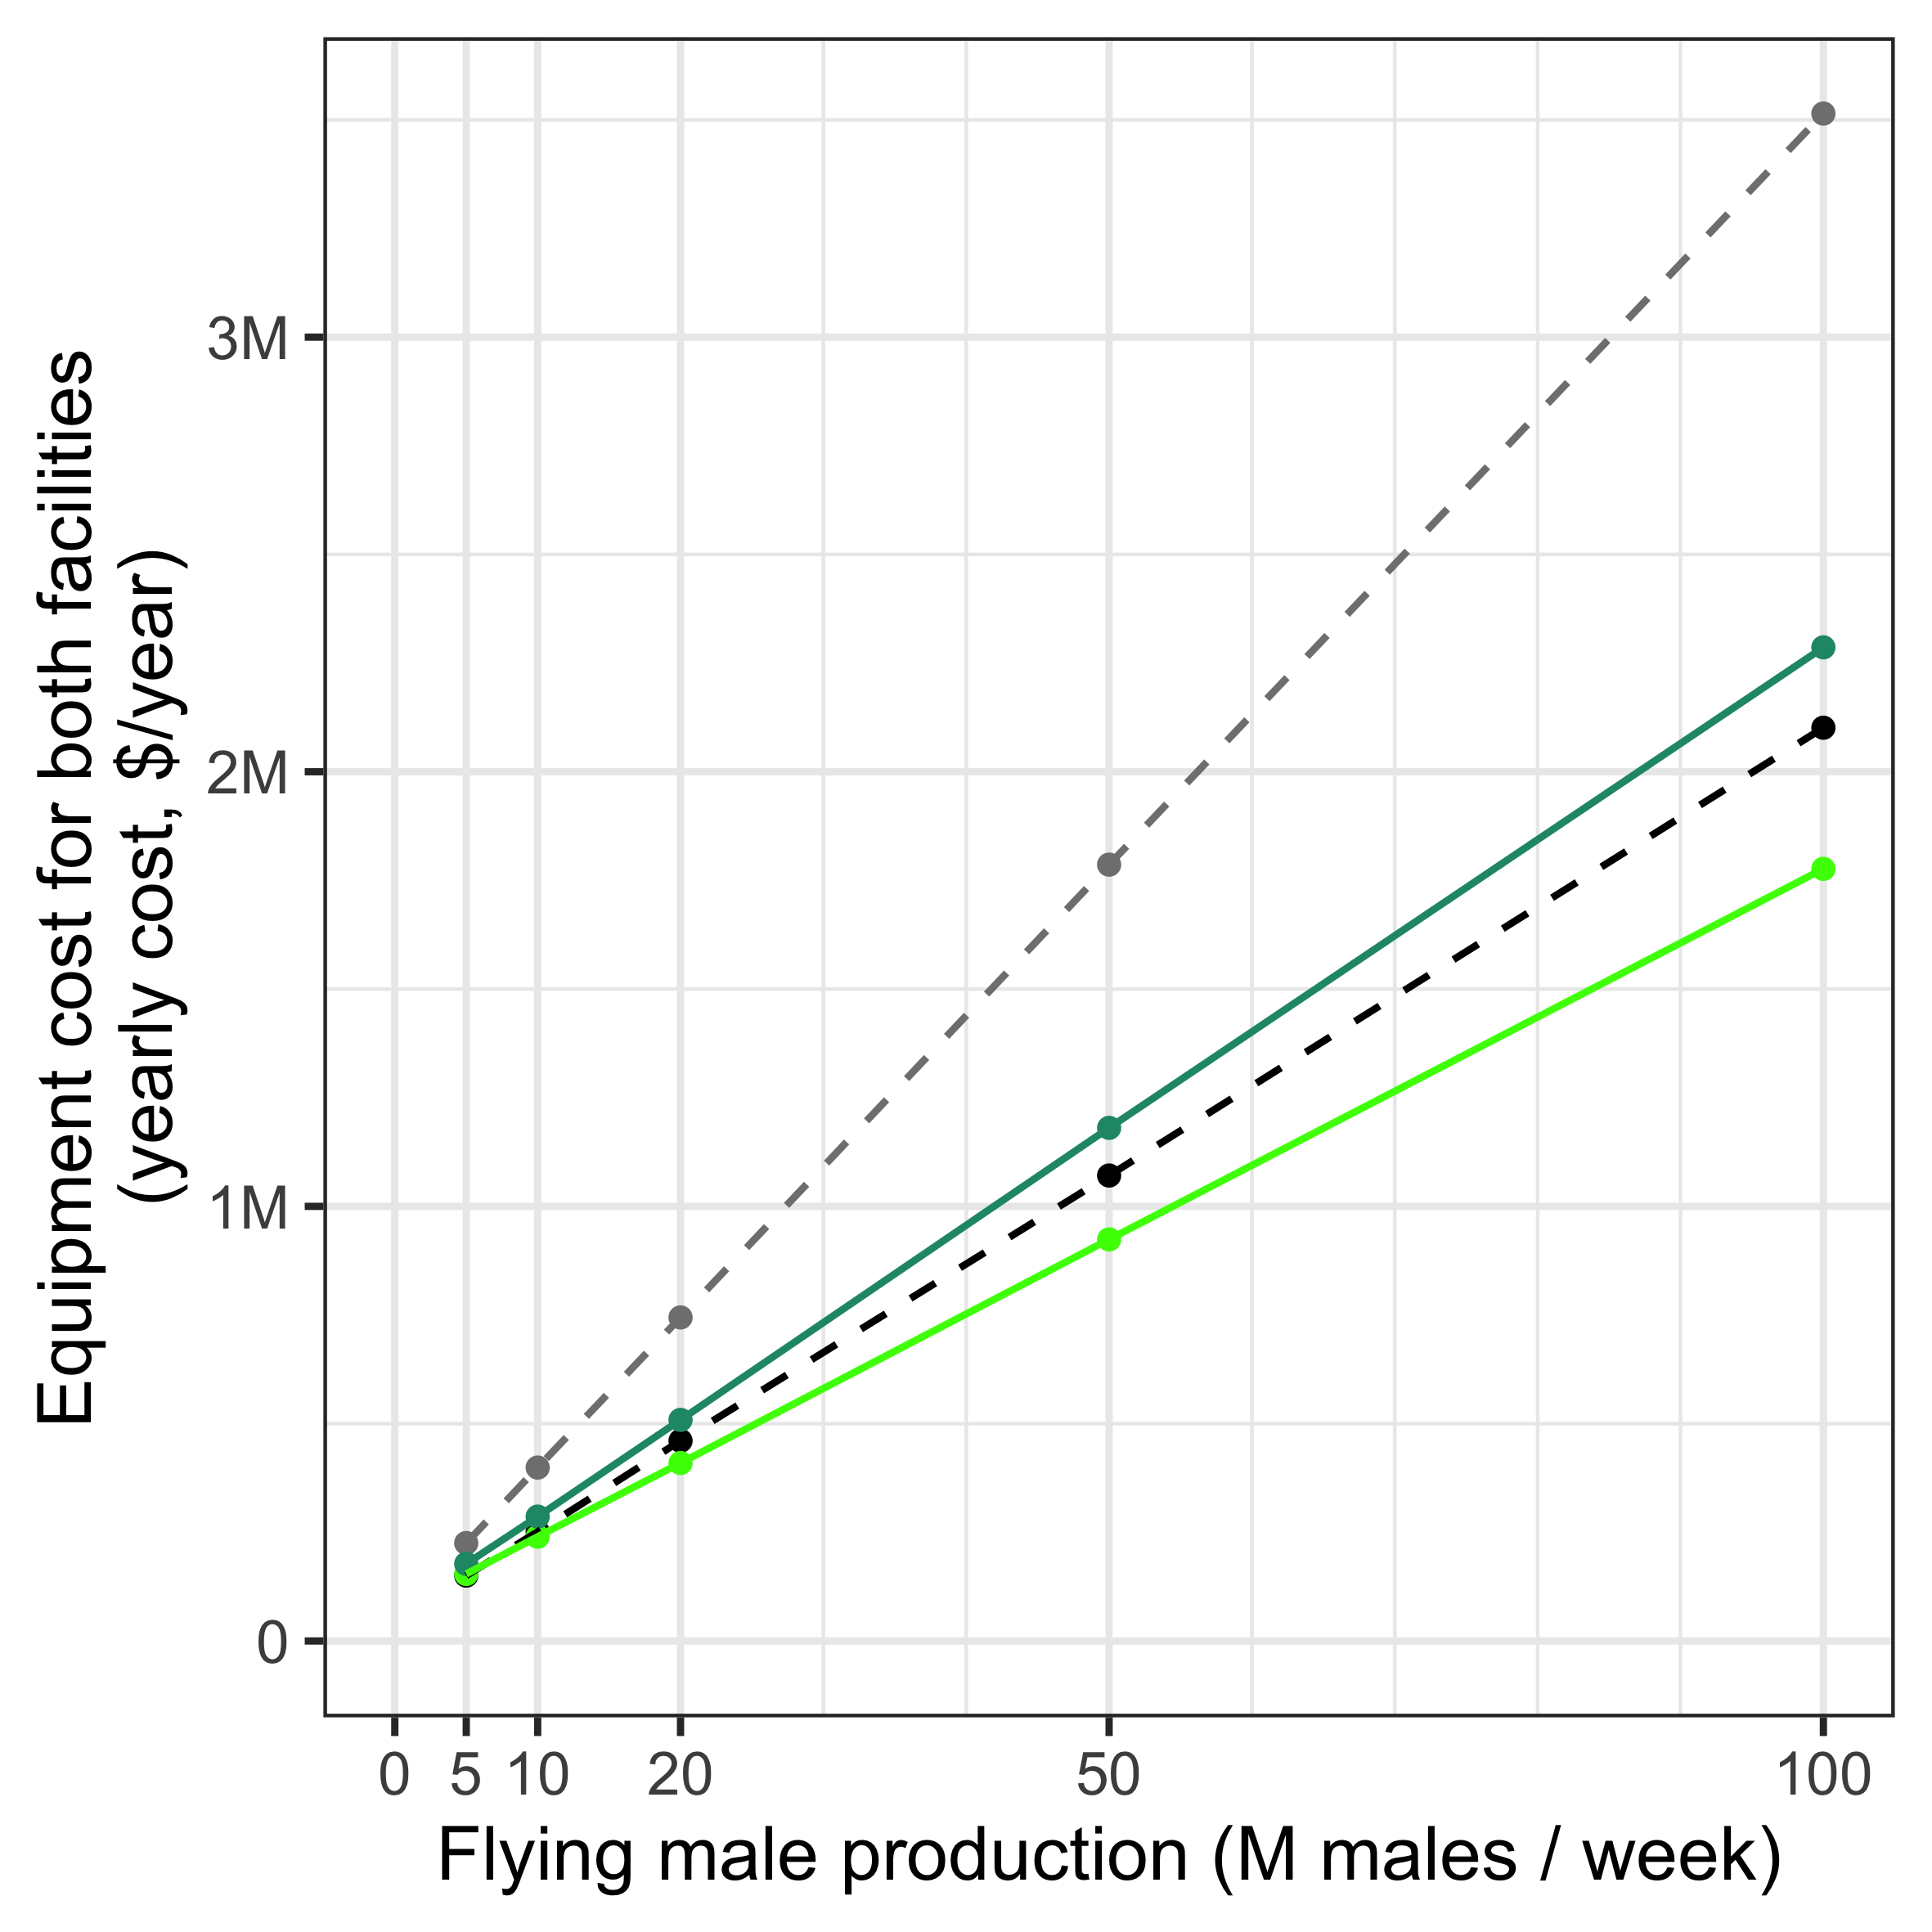 Equipment cost for both facilities
(yearly cost, $/year)
3M
2M
1M
0
0 5 10 20 50 100
Flying male production (M males / week)